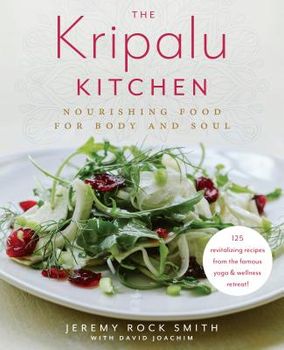 THE
Kripalu
KITCHEN
NOURISHING FOOD
FOR BODY AND SOUL
125
revitalizing recipes
from the famous
yoga & wellness
retreat!
JEREMY ROCK SMITH
WITH DAVID JOACHIM